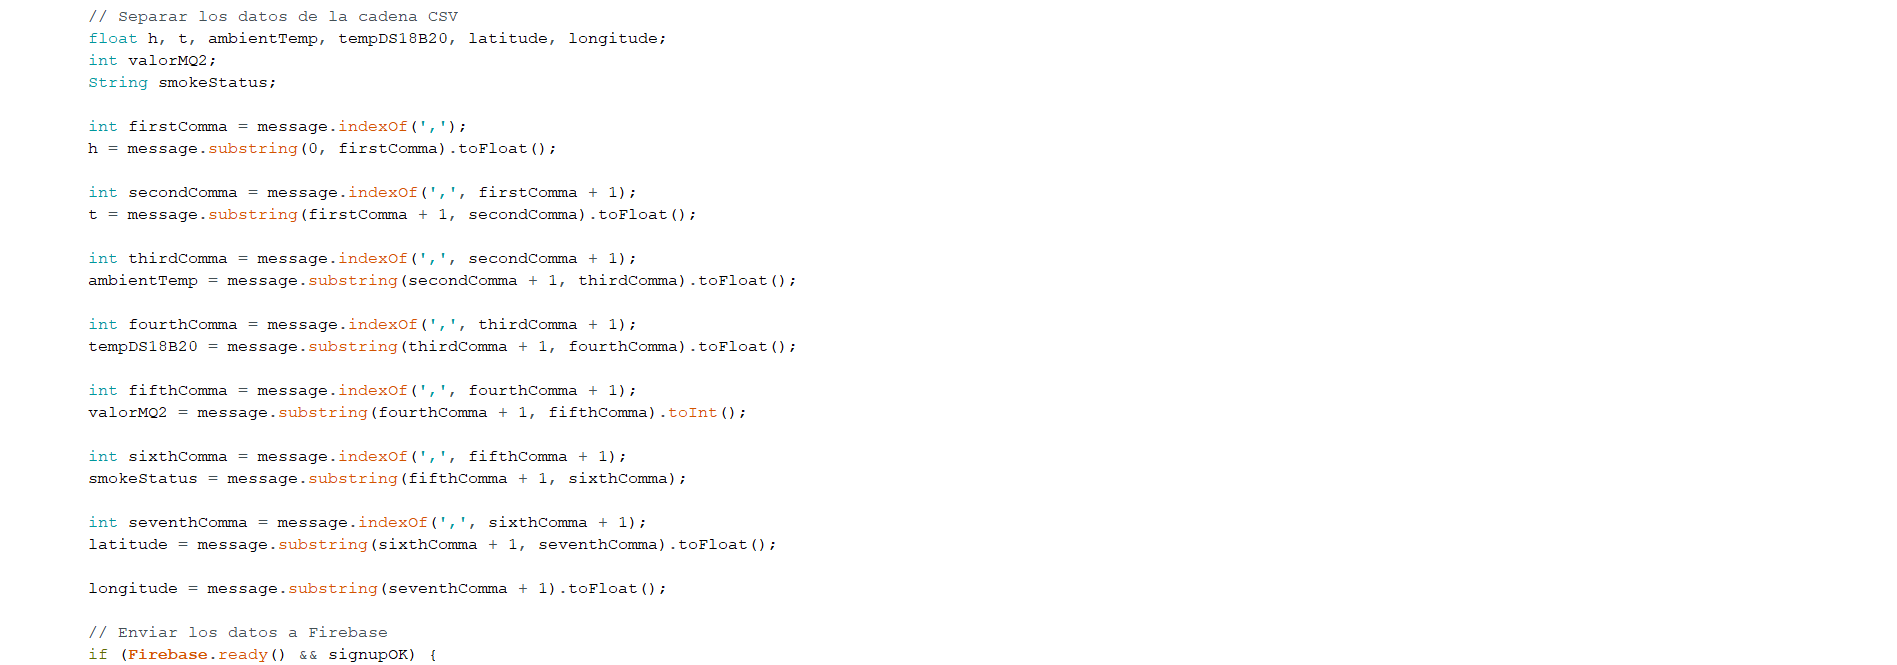 // Separar los datos de la cadena CSV
float h, t, ambientTemp, tempDS18B20, latitude, longitude;
int valorMQ2;
String smokeStatus;
int firstComma = message.indexOf(',');
h = message.substring(0, firstComma).toFloat();
int secondComma = message.indexOf(',', firstComma + 1);
t = message.substring(firstComma + 1, secondComma).toFloat();
int thirdComma = message.indexOf(',', secondComma + 1);
ambientTemp = message.substring(secondComma + 1, thirdComma).toFloat();
int fourthComma = message.indexOf(',', thirdComma + 1);
tempDS18B20 = message.substring(thirdComma + 1, fourthComma).toFloat();
int fifthComma = message.indexOf(',', fourthComma + 1);
valorMQ2 = message.substring(fourthComma + 1, fifthComma).toInt();
int sixthComma = message.indexOf(',', fifthComma + 1);
smokeStatus = message.substring(fifthComma + 1, sixthComma);
int seventhComma = message.indexOf(',', sixthComma + 1);
latitude = message.substring(sixthComma + 1, seventhComma).toFloat();
longitude = message.substring(seventhComma + 1).toFloat();
// Enviar los datos a Firebase
if (Firebase.ready() && signupOK) {